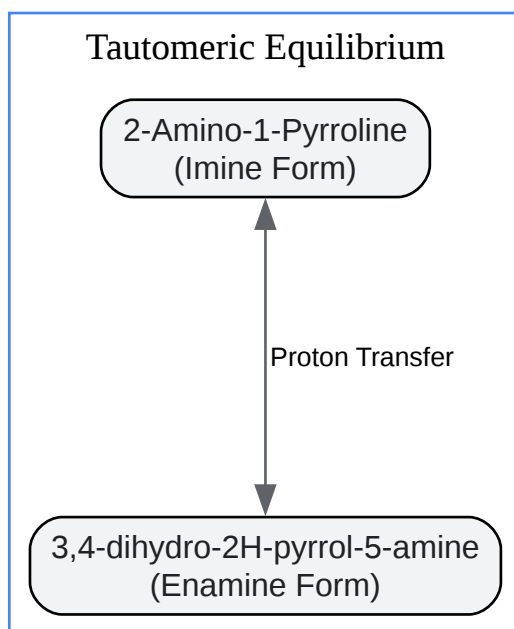 Tautomeric Equilibrium
2-Amino-1-Pyrroline
(Imine Form)
Proton Transfer
3,4-dihydro-2H-pyrrol-5-amine
(Enamine Form)